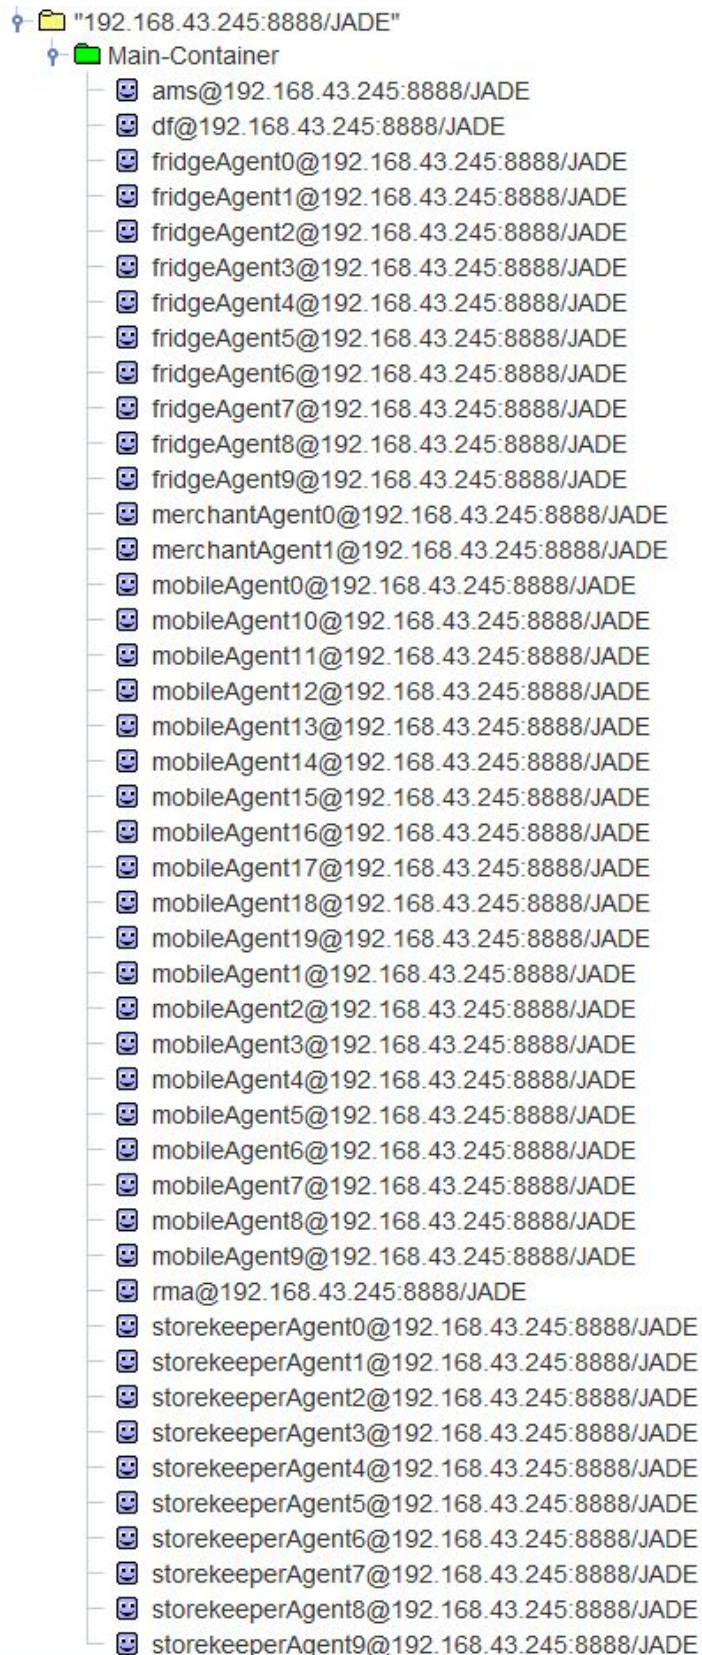 "192.168.43.245:8888/JADE"
Main-Container
ams@192.168.43.245:8888/JADE
df@192.168.43.245:8888/JADE
fridgeAgent0@192.168.43.245:8888/JADE
fridgeAgent1@192.168.43.245:8888/JADE
fridgeAgent2@192.168.43.245:8888/JADE
fridgeAgent3@192.168.43.245:8888/JADE
fridgeAgent4@192.168.43.245:8888/JADE
fridgeAgent5@192.168.43.245:8888/JADE
fridgeAgent6@192.168.43.245:8888/JADE
fridgeAgent7@192.168.43.245:8888/JADE
fridgeAgent8@192.168.43.245:8888/JADE
fridgeAgent9@192.168.43.245:8888/JADE
merchantAgent0@192.168.43.245:8888/JADE
merchantAgent1@192.168.43.245:8888/JADE
mobileAgent0@192.168.43.245:8888/JADE
mobileAgent10@192.168.43.245:8888/JADE
mobileAgent11@192.168.43.245:8888/JADE
mobileAgent12@192.168.43.245:8888/JADE
mobileAgent13@192.168.43.245:8888/JADE
mobileAgent14@192.168.43.245:8888/JADE
mobileAgent15@192.168.43.245:8888/JADE
mobileAgent16@192.168.43.245:8888/JADE
mobileAgent17@192.168.43.245:8888/JADE
mobileAgent18@192.168.43.245:8888/JADE
mobileAgent19@192.168.43.245:8888/JADE
mobileAgent1@192.168.43.245:8888/JADE
mobileAgent2@192.168.43.245:8888/JADE
mobileAgent3@192.168.43.245:8888/JADE
mobileAgent4@192.168.43.245:8888/JADE
mobileAgent5@192.168.43.245:8888/JADE
mobileAgent6@192.168.43.245:8888/JADE
mobileAgent7@192.168.43.245:8888/JADE
mobileAgent8@192.168.43.245:8888/JADE
mobileAgent9@192.168.43.245:8888/JADE
rma@192.168.43.245:8888/JADE
storekeeperAgent0@192.168.43.245:8888/JADE
storekeeperAgent1@192.168.43.245:8888/JADE
storekeeperAgent2@192.168.43.245:8888/JADE
storekeeperAgent3@192.168.43.245:8888/JADE
storekeeperAgent4@192.168.43.245:8888/JADE
storekeeperAgent5@192.168.43.245:8888/JADE
storekeeperAgent6@192.168.43.245:8888/JADE
storekeeperAgent7@192.168.43.245:8888/JADE
storekeeperAgent8@192.168.43.245:8888/JADE
storekeeperAgent9@192.168.43.245:8888/JADE